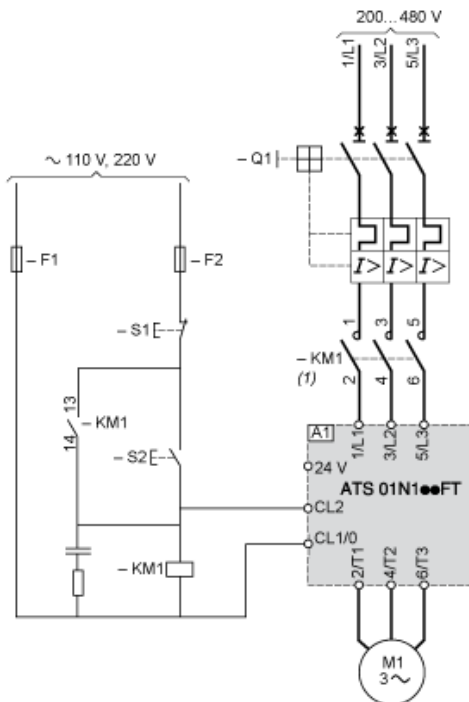 200... 480 V
1/L1
3/L2
5/L3
– Q1
I>
I>
I>
~ 110 V, 220 V
– F1
– F2
– S1
13
14
– KM1
– S2
– KM1
– KM1
(1)
1
3
5
2
4
6
A1
1/L1
3/L2
5/L3
24 V
ATS 01N1●●FT
CL2
CL1/0
2/T1
4/T2
6/T3
M1
3~